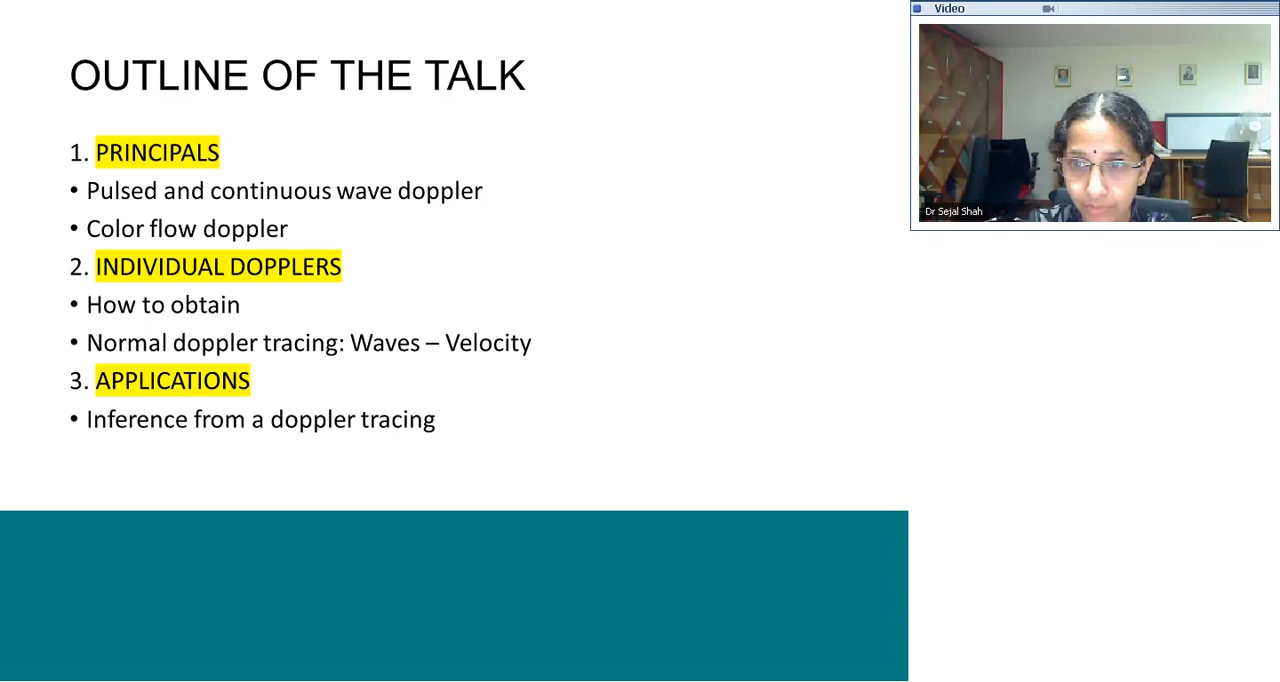 OUTLINE OF THE TALK
1. PRINCIPALS
• Pulsed and continuous wave doppler
• Color flow doppler
2. INDIVIDUAL DOPPLERS
• How to obtain
• Normal doppler tracing: Waves – Velocity
3. APPLICATIONS
• Inference from a doppler tracing
Video
Dr Sejal Shah